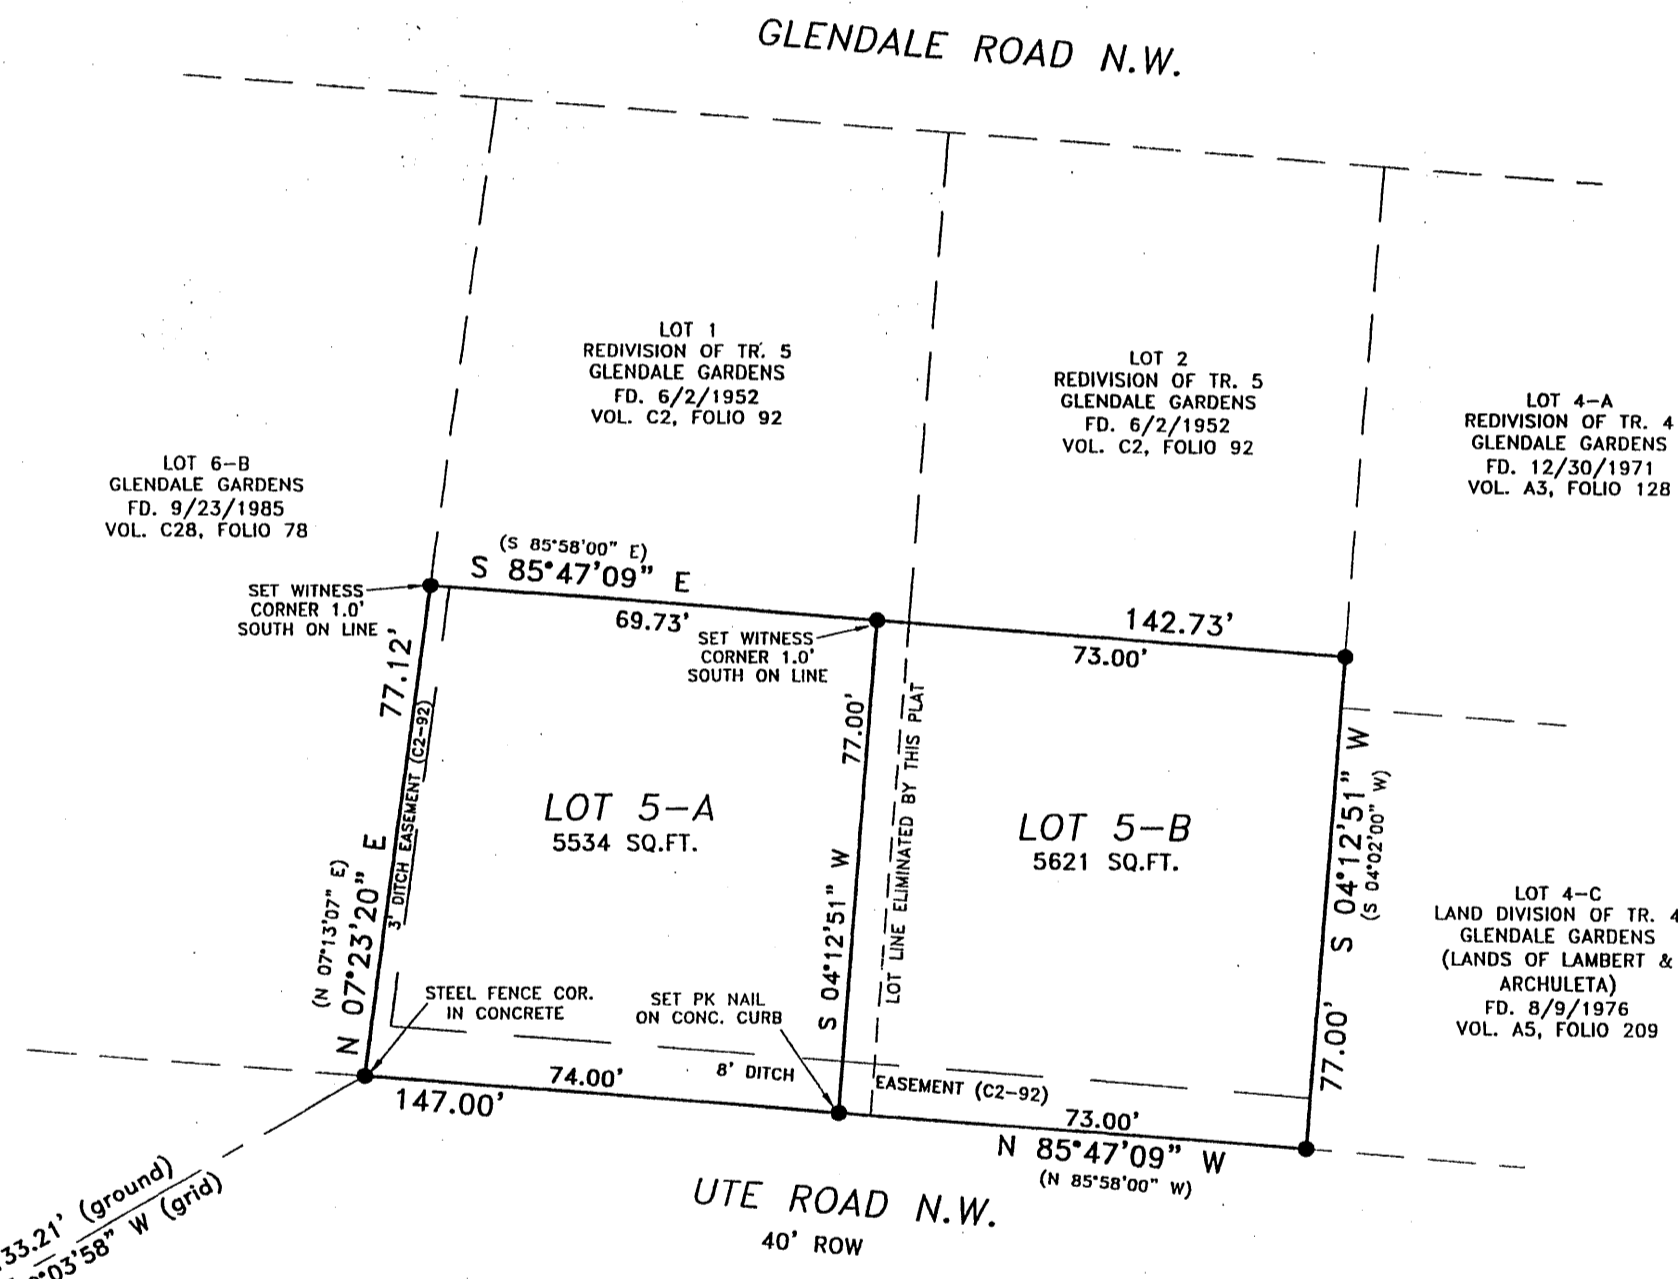 GLENDALE ROAD N.W.
LOT 1
REDIVISION OF TR. 5
GLENDALE GARDENS
FD. 6/2/1952
VOL. C2, FOLIO 92
LOT 2
REDIVISION OF TR. 5
GLENDALE GARDENS
FD. 6/2/1952
VOL. C2, FOLIO 92
LOT 4-A
REDIVISION OF TR. 4
GLENDALE GARDENS
FD. 12/30/1971
VOL. A3, FOLIO 128
LOT 6-B
GLENDALE GARDENS
FD. 9/23/1985
VOL. C28, FOLIO 78
(S 85°58'00" E)
S 85°47'09" E
69.73'
142.73'
73.00'
SET WITNESS
CORNER 1.0'
SOUTH ON LINE
SET WITNESS
CORNER 1.0'
SOUTH ON LINE
77.12'
N 07°23'20" E
(N 07°13'07" E)
3' DITCH EASEMENT (C2-92)
LOT 5-A
5534 SQ.FT.
77.00'
S 04°12'51" W
LOT LINE ELIMINATED BY THIS PLAT
LOT 5-B
5621 SQ.FT.
S 04°12'51" W
(S 04°02'00" W)
77.00'
LOT 4-C
LAND DIVISION OF TR. 4
GLENDALE GARDENS
(LANDS OF LAMBERT &
ARCHULETA)
FD. 8/9/1976
VOL. A5, FOLIO 209
STEEL FENCE COR.
IN CONCRETE
SET PK NAIL
ON CONC. CURB
8' DITCH EASEMENT (C2-92)
74.00'
147.00'
73.00'
N 85°47'09" W
(N 85°58'00" W)
UTE ROAD N.W.
40' ROW
33.21' (ground)
°03'58" W (grid)